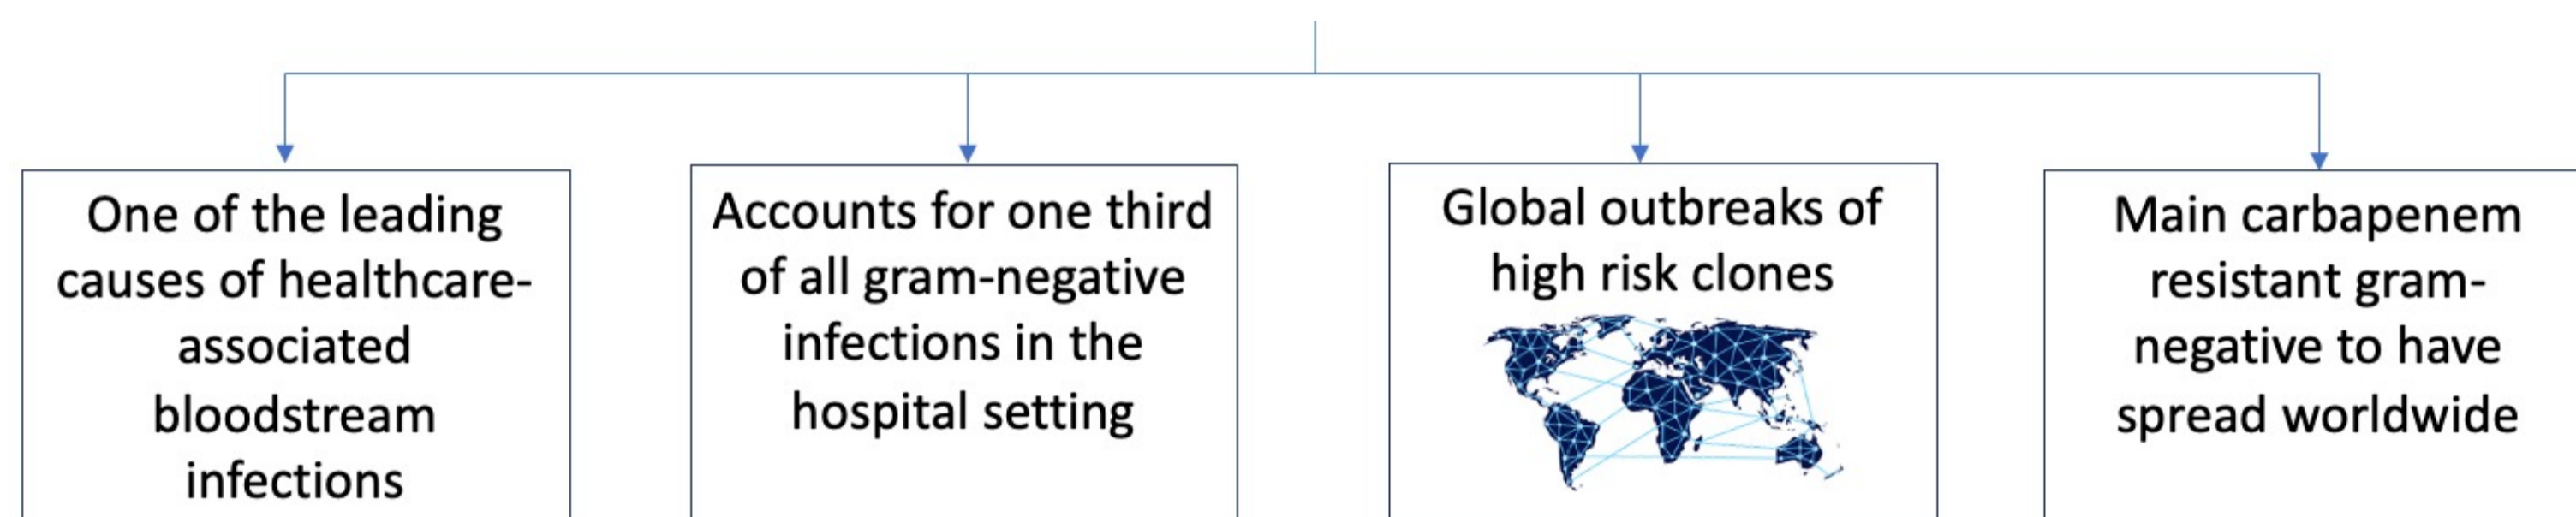 One of the leading
causes of healthcare-
associated
bloodstream
infections
Accounts for one third
of all gram-negative
infections in the
hospital setting
Global outbreaks of
high risk clones
Main carbapenem
resistant gram-
negative to have
spread worldwide